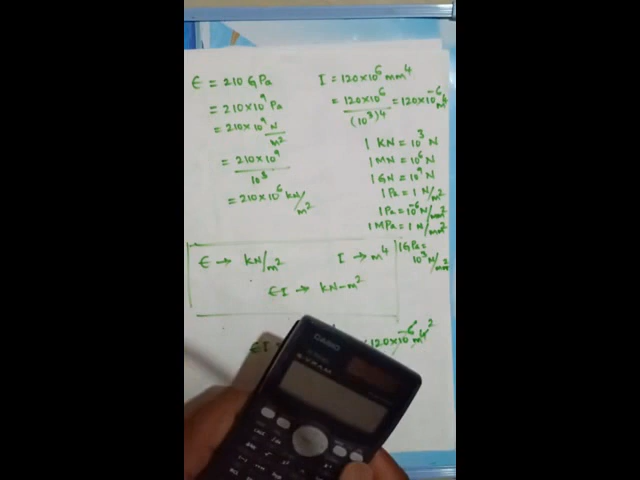 E = 210 GPa
= 210×10⁹ Pa
= 210×10⁹ N/m²
= 210×10⁹/10³
= 210×10⁶ kN/m²
I = 120×10⁶ mm⁴
= 120×10⁶/(10³)⁴ = 120×10⁻⁶ m⁴
1 KN = 10³ N
1 MN = 10⁶ N
1 GN = 10⁹ N
1 Pa = 1 N/m²
1 Pa = 10⁻⁶ N/mm²
1 MPa = 1 N/mm²
1 GPa = 10³ N/mm²
E → kN/m² I → m⁴
EI → kN-m²
EI 120×10⁻⁶ m⁴ ²
CASIO